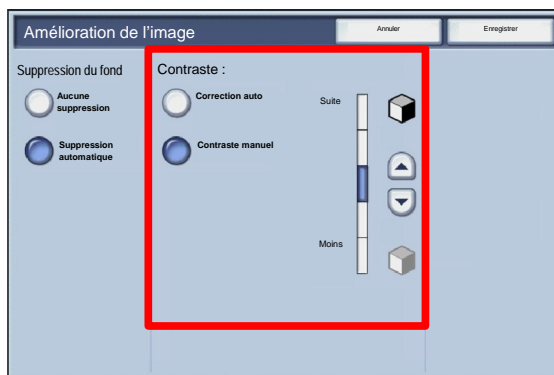 Amélioration de l'image
Annuler
Enregistrer
Suppression du fond
Contraste :
Aucune
suppression
Correction auto
Suite
Suppression
automatique
Contraste manuel
Moins